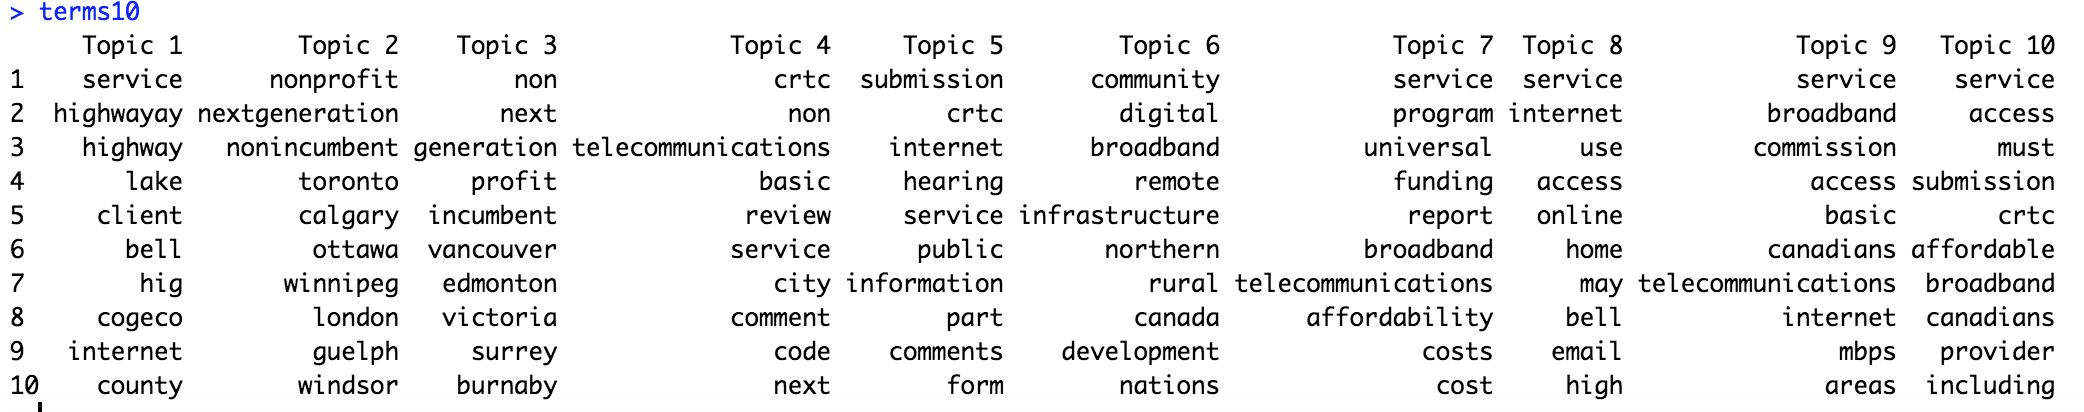 > terms10
Topic 1 Topic 2 Topic 3 Topic 4 Topic 5 Topic 6 Topic 7 Topic 8 Topic 9 Topic 10
1 service nonprofit non crtc submission community service service service service
2 highwayay nextgeneration next non crtc digital program internet broadband access
3 highway nonincumbent generation telecommunications internet broadband universal use commission must
4 lake toronto profit basic hearing remote funding access access submission
5 client calgary incumbent review service infrastructure report online basic crtc
6 bell ottawa vancouver service public northern broadband home canadians affordable
7 hig winnipeg edmonton city information rural telecommunications may telecommunications broadband
8 cogeco london victoria comment part canada affordability bell internet canadians
9 internet guelph surrey code comments development costs email mbps provider
10 county windsor burnaby next form nations cost high areas including